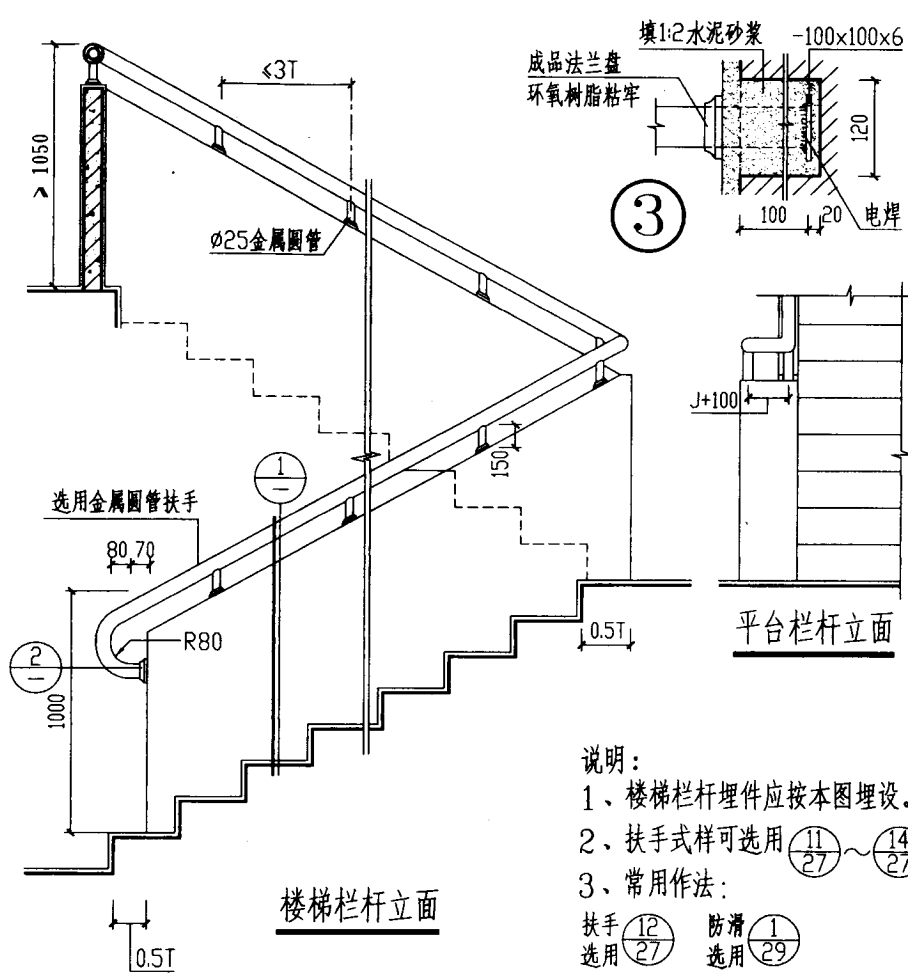 填1:2水泥砂浆
-100x100x6
成品法兰盘
环氧树脂粘牢
120
100
20
电焊
3
≤3T
≥1050
Ø25金属圆管
J+100
平台栏杆立面
1
—
150
选用金属圆管扶手
80
70
R80
2
—
1000
0.5T
0.5T
楼梯栏杆立面
说明:
1、楼梯栏杆埋件应按本图埋设。
2、扶手式样可选用 11/27 ~ 14/27
3、常用作法:
扶手选用 12/27 防滑选用 1/29